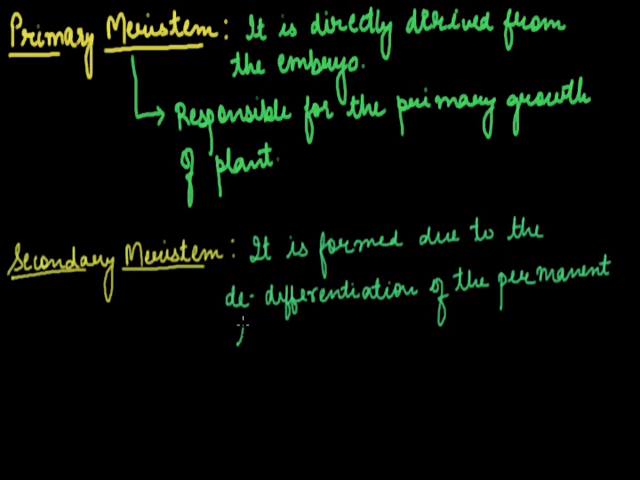 Primary Meristem : It is directly derived from
the embryo.
Responsible for the primary growth
of plant.
Secondary Meristem : It is formed due to the
de-differentiation of the permanent